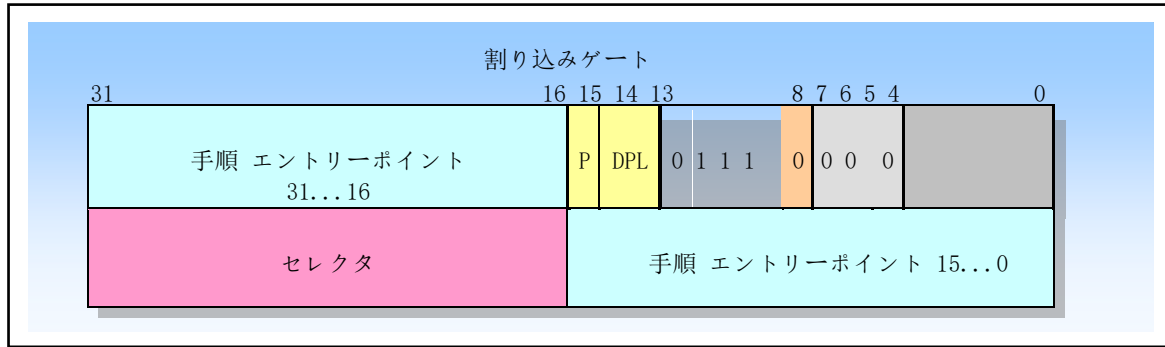 割り込みゲート
31 16 15 14 13 8 7 6 5 4 0
手順 エントリーポイント P DPL 0 1 1 1 0 0 0 0
31...16
セレクタ 手順 エントリーポイント 15...0